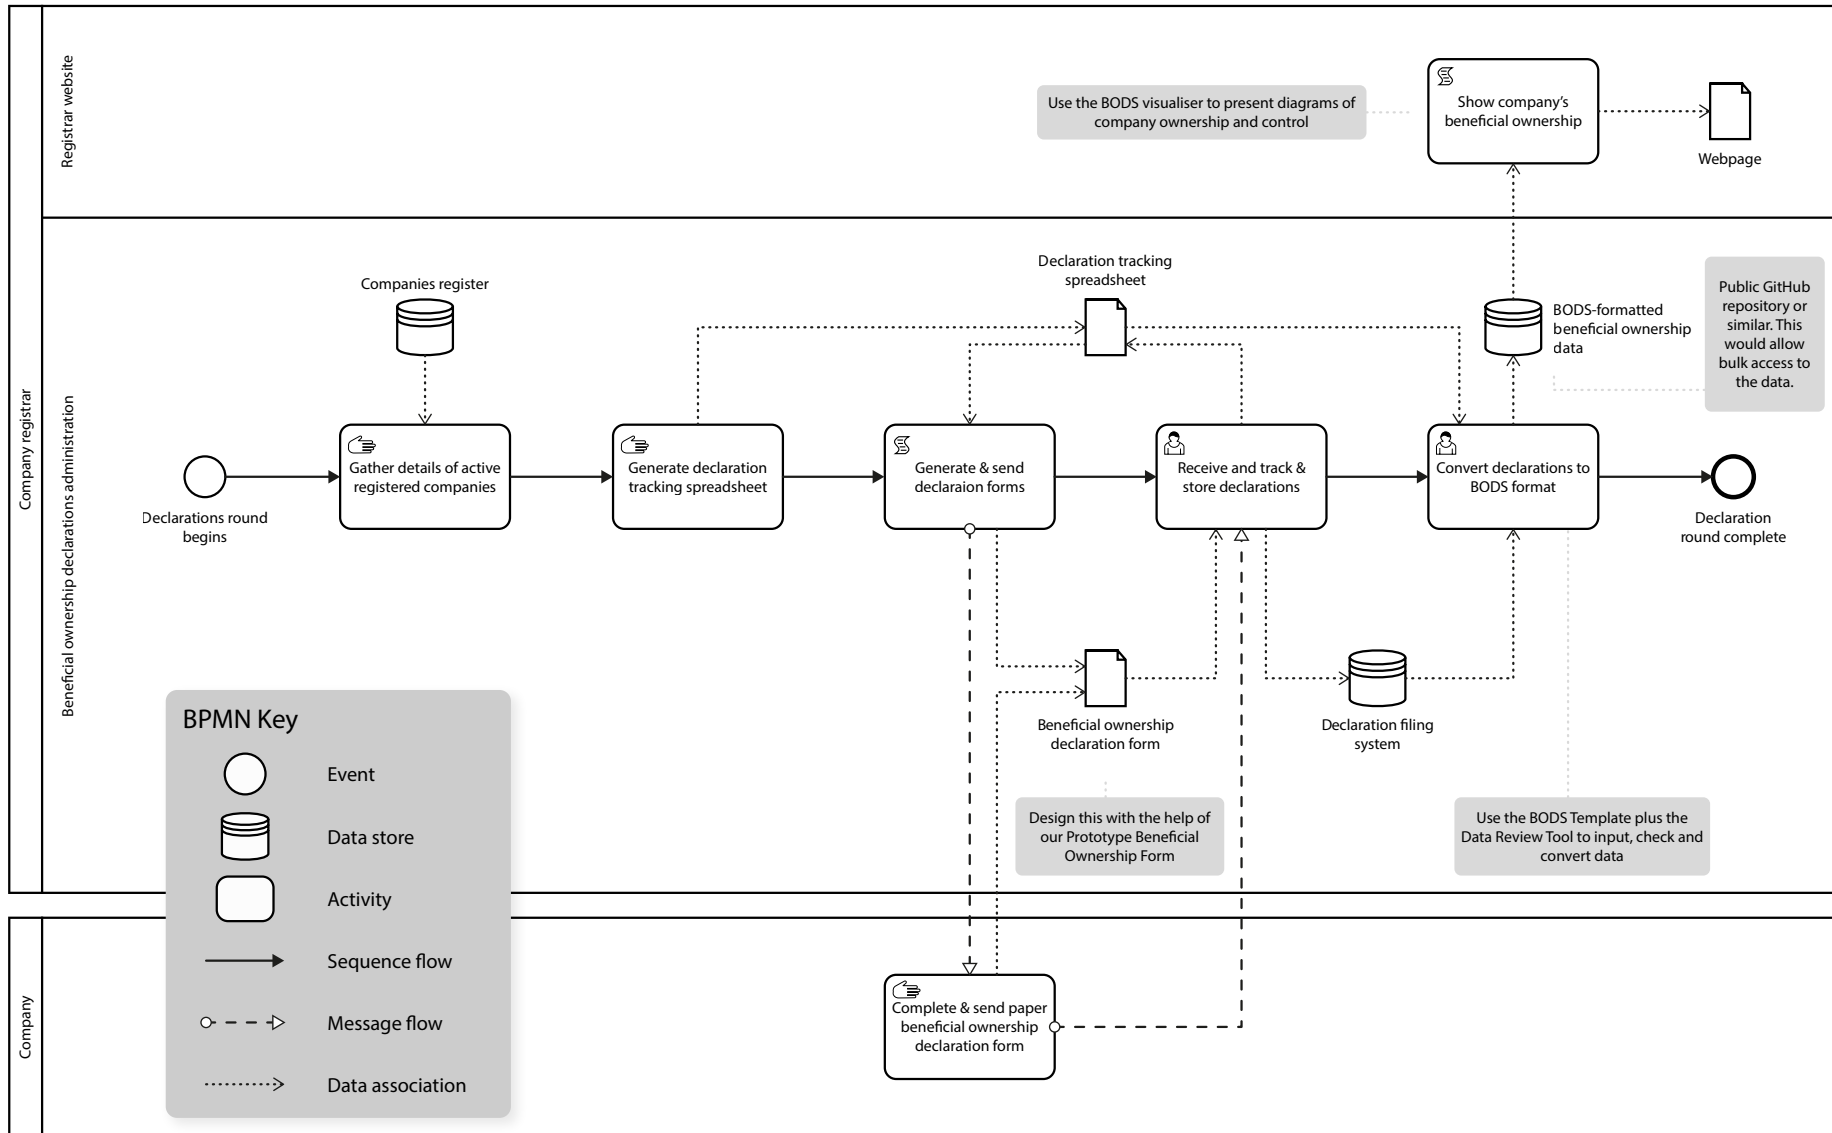 Company registrar
Registrar website
Use the BODS visualiser to present diagrams of
company ownership and control
Show company's
beneficial ownership
Webpage
Beneficial ownership declarations administration
Declarations round
begins
Companies register
Gather details of active
registered companies
Generate declaration
tracking spreadsheet
Declaration tracking
spreadsheet
Generate & send
declaraion forms
Receive and track &
store declarations
Convert declarations to
BODS format
BODS-formatted
beneficial ownership
data
Public GitHub
repository or
similar. This
would allow
bulk access to
the data.
Declaration
round complete
Beneficial ownership
declaration form
Declaration filing
system
Design this with the help of
our Prototype Beneficial
Ownership Form
Use the BODS Template plus the
Data Review Tool to input, check and
convert data
Company
Complete & send paper
beneficial ownership
declaration form
BPMN Key
Event
Data store
Activity
Sequence flow
Message flow
Data association